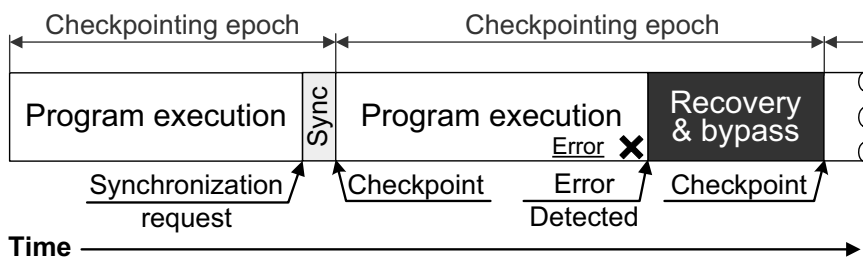 Checkpointing epoch
Checkpointing epoch
Program execution
Sync
Program execution
Error
Recovery
& bypass
Synchronization
request
Checkpoint
Error
Detected
Checkpoint
Time